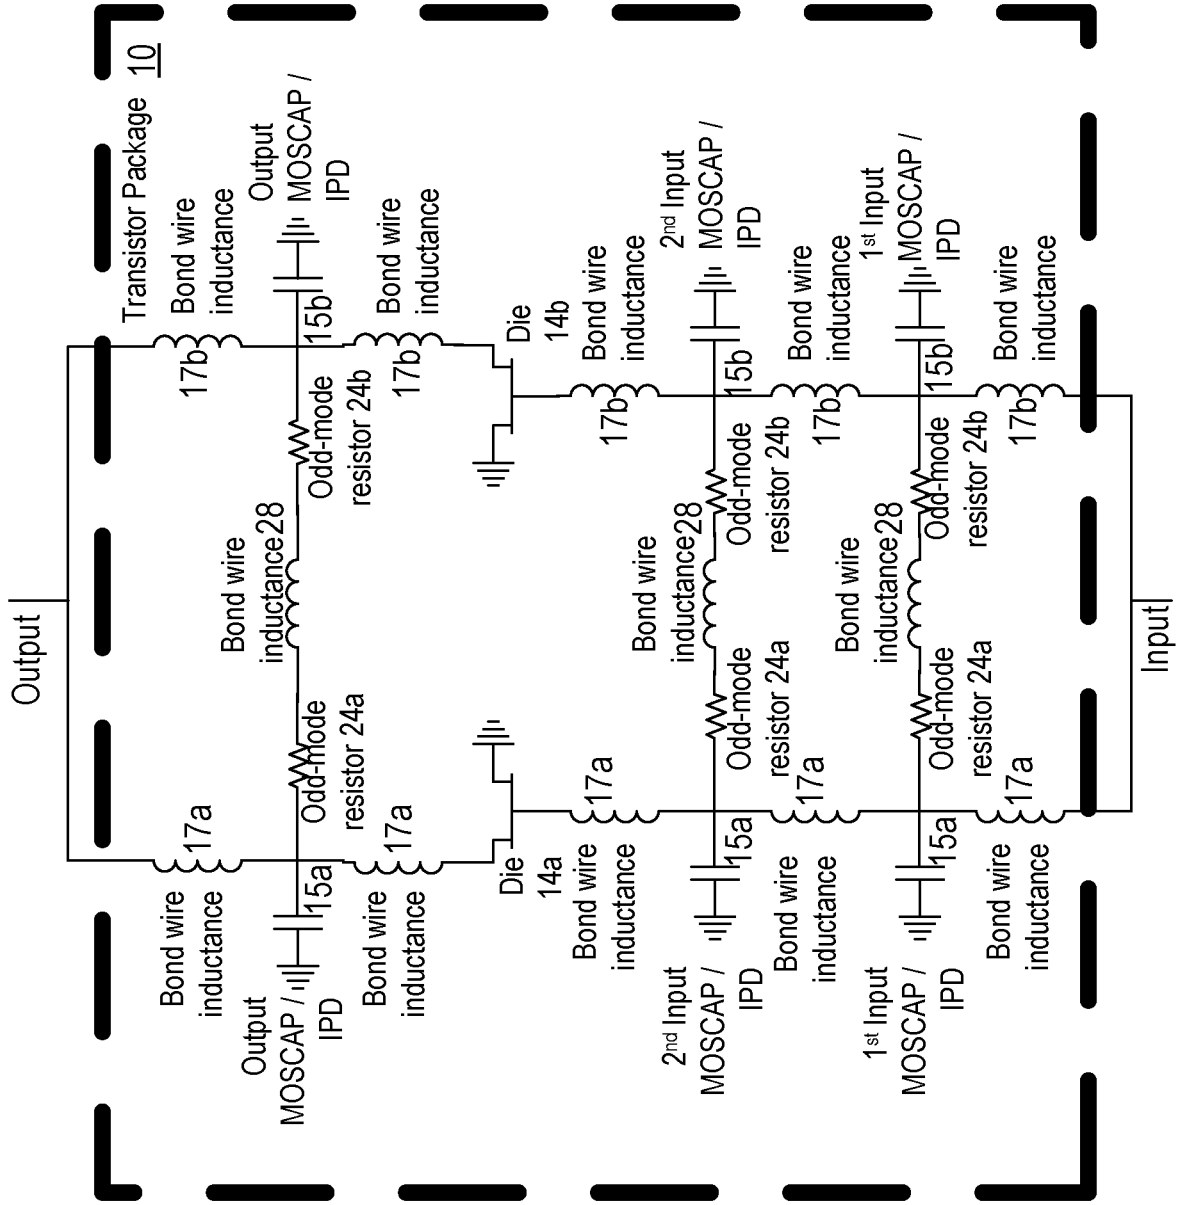 Transistor Package 10
Output
Input
Bond wire
inductance
17b
Output
MOSCAP /
IPD
15b
Bond wire
inductance
17b
Die
14b
Bond wire
inductance
17b
2nd Input
MOSCAP /
IPD
15b
Bond wire
inductance
17b
1st Input
MOSCAP /
IPD
15b
Bond wire
inductance
17b
Odd-mode
resistor 24b
Bond wire
inductance28
Odd-mode
resistor 24a
Odd-mode
resistor 24b
Bond wire
inductance28
Odd-mode
resistor 24a
Odd-mode
resistor 24b
Bond wire
inductance28
Odd-mode
resistor 24a
17a
Bond wire
inductance
15a
Output
MOSCAP /
IPD
17a
Bond wire
inductance
Die
14a
17a
Bond wire
inductance
15a
2nd Input
MOSCAP /
IPD
17a
Bond wire
inductance
15a
1st Input
MOSCAP /
IPD
17a
Bond wire
inductance